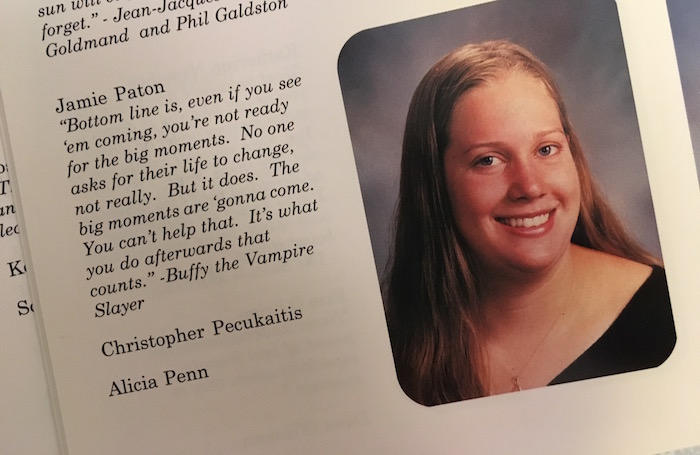 sun will
forget." - Jean-Jacques
Goldmand and Phil Galdston
Jamie Paton
"Bottom line is, even if you see
'em coming, you're not ready
for the big moments. No one
asks for their life to change,
not really. But it does. The
big moments are 'gonna come.
You can't help that. It's what
you do afterwards that
counts." -Buffy the Vampire
Slayer
Christopher Pecukaitis
Alicia Penn